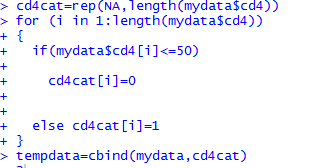 > cd4cat=rep(NA,length(mydata$cd4))
> for (i in 1:length(mydata$cd4))
+ {
+   if(mydata$cd4[i]<=50)
+
+     cd4cat[i]=0
+
+
+   else cd4cat[i]=1
+ }
> tempdata=cbind(mydata,cd4cat)